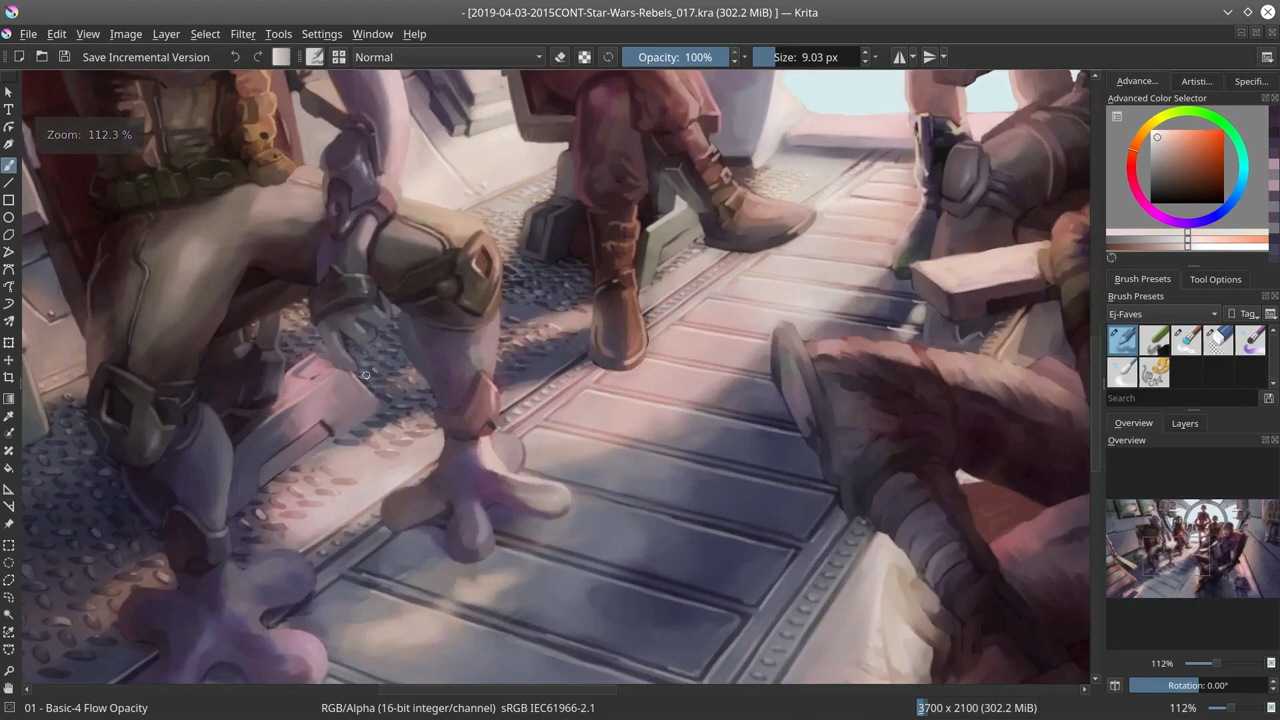 - [2019-04-03-2015CONT-Star-Wars-Rebels_017.kra (302.2 MiB) ] — Krita
File Edit View Image Layer Select Filter Tools Settings Window Help
Save Incremental Version Normal Opacity: 100% Size: 9.03 px
Advance... Artisti... Specifi...
Advanced Color Selector
Zoom: 112.3 %
Brush Presets Tool Options
Brush Presets
Ej-Faves Tag
Search
Overview Layers
Overview
112%
Rotation: 0.00°
01 - Basic-4 Flow Opacity RGB/Alpha (16-bit integer/channel) sRGB IEC61966-2.1 3700 x 2100 (302.2 MiB) 112%